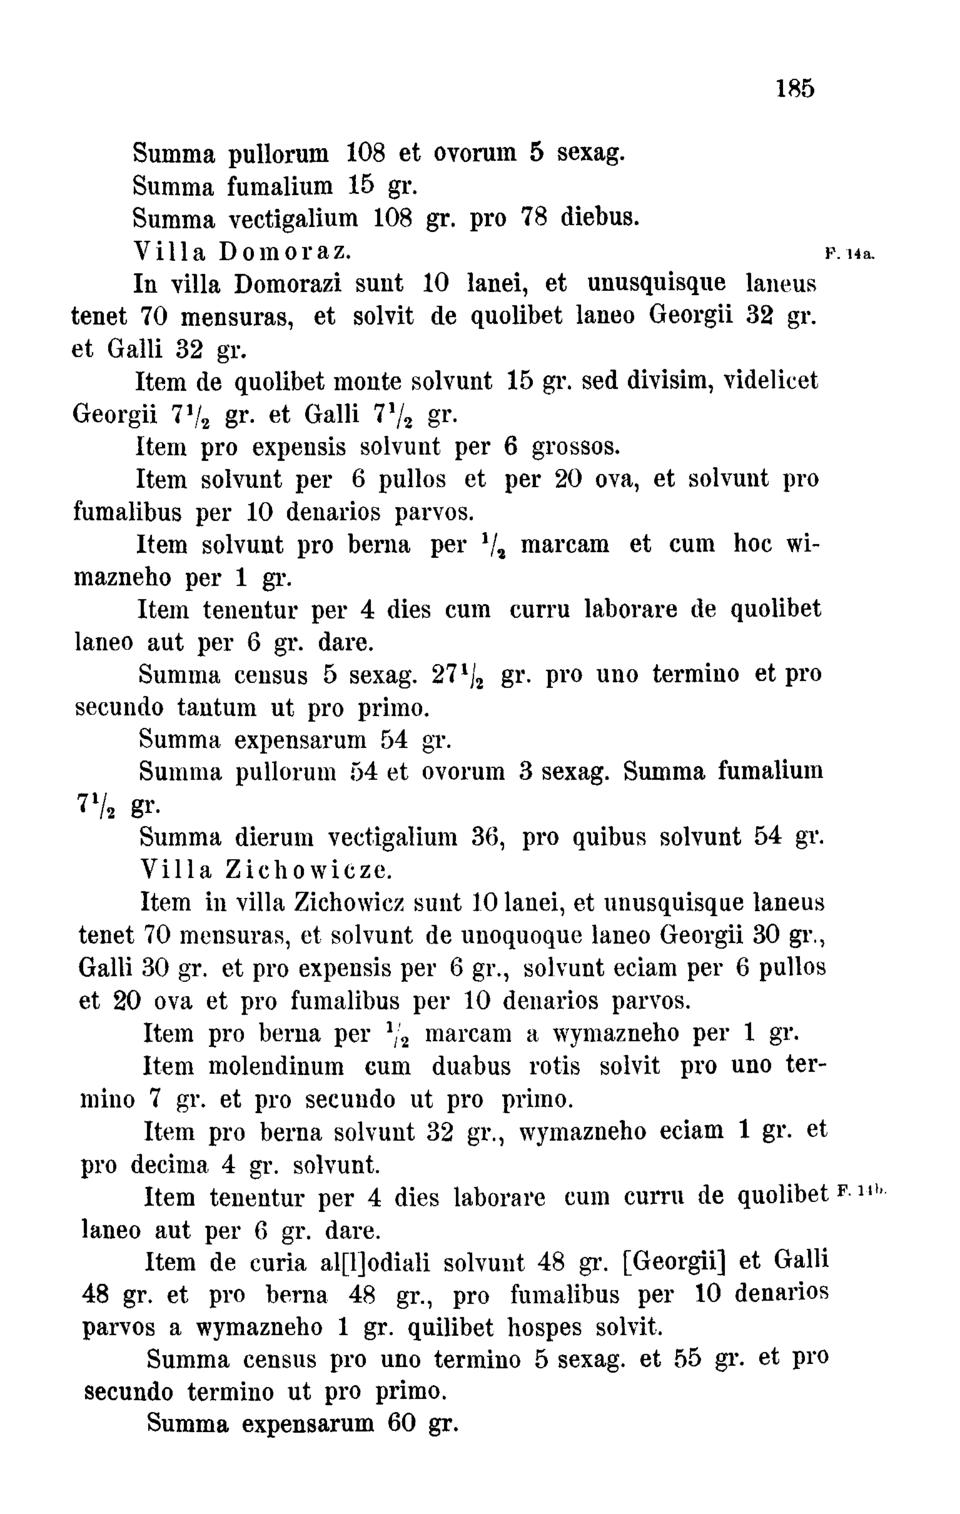 185
Summa pullorum 108 et ovorum 5 sexag.
Summa fumalium 15 gr.
Summa vectigalium 108 gr. pro 78 diebus.
Villa Domoraz. F. 14a.
In villa Domorazi sunt 10 lanei, et unusquisque laneus
tenet 70 mensuras, et solvit de quolibet laneo Georgii 32 gr.
et Galli 32 gr.
Item de quolibet monte solvunt 15 gr. sed divisim, videlicet
Georgii 7½ gr. et Galli 7½ gr.
Item pro expensis solvunt per 6 grossos.
Item solvunt per 6 pullos et per 20 ova, et solvunt pro
fumalibus per 10 denarios parvos.
Item solvunt pro berna per ½ marcam et cum hoc wi-
mazneho per 1 gr.
Item tenentur per 4 dies cum curru laborare de quolibet
laneo aut per 6 gr. dare.
Summa census 5 sexag. 27½ gr. pro uno termino et pro
secundo tantum ut pro primo.
Summa expensarum 54 gr.
Summa pullorum 54 et ovorum 3 sexag. Summa fumalium
7½ gr.
Summa dierum vectigalium 36, pro quibus solvunt 54 gr.
Villa Zichowicze.
Item in villa Zichowicz sunt 10 lanei, et unusquisque laneus
tenet 70 mensuras, et solvunt de unoquoque laneo Georgii 30 gr.,
Galli 30 gr. et pro expensis per 6 gr., solvunt eciam per 6 pullos
et 20 ova et pro fumalibus per 10 denarios parvos.
Item pro berna per ½ marcam a wymazneho per 1 gr.
Item molendinum cum duabus rotis solvit pro uno ter-
mino 7 gr. et pro secundo ut pro primo.
Item pro berna solvunt 32 gr., wymazneho eciam 1 gr. et
pro decima 4 gr. solvunt.
Item tenentur per 4 dies laborare cum curru de quolibet F. 14b.
laneo aut per 6 gr. dare.
Item de curia al[l]odiali solvunt 48 gr. [Georgii] et Galli
48 gr. et pro berna 48 gr., pro fumalibus per 10 denarios
parvos a wymazneho 1 gr. quilibet hospes solvit.
Summa census pro uno termino 5 sexag. et 55 gr. et pro
secundo termino ut pro primo.
Summa expensarum 60 gr.